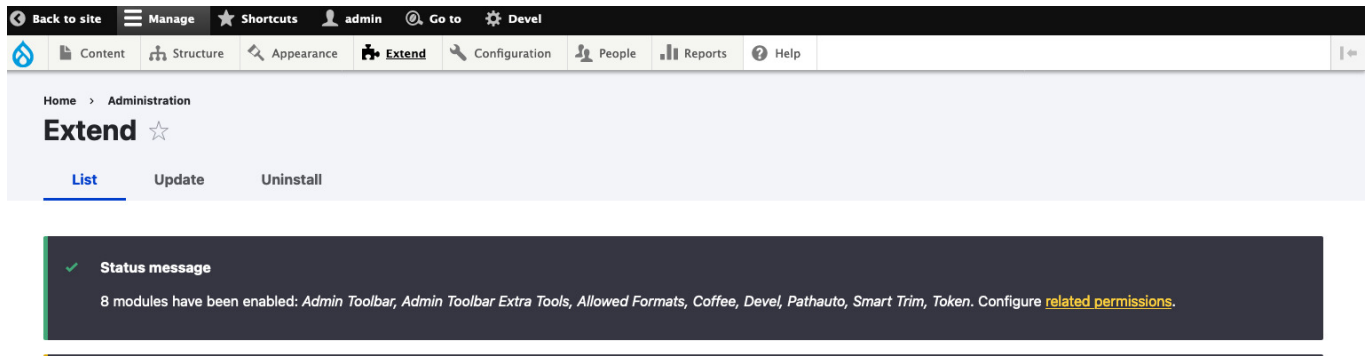 Back to site Manage Shortcuts admin Go to Devel
Content Structure Appearance Extend Configuration People Reports Help
Home › Administration
Extend
List Update Uninstall
Status message
8 modules have been enabled: Admin Toolbar, Admin Toolbar Extra Tools, Allowed Formats, Coffee, Devel, Pathauto, Smart Trim, Token. Configure related permissions.